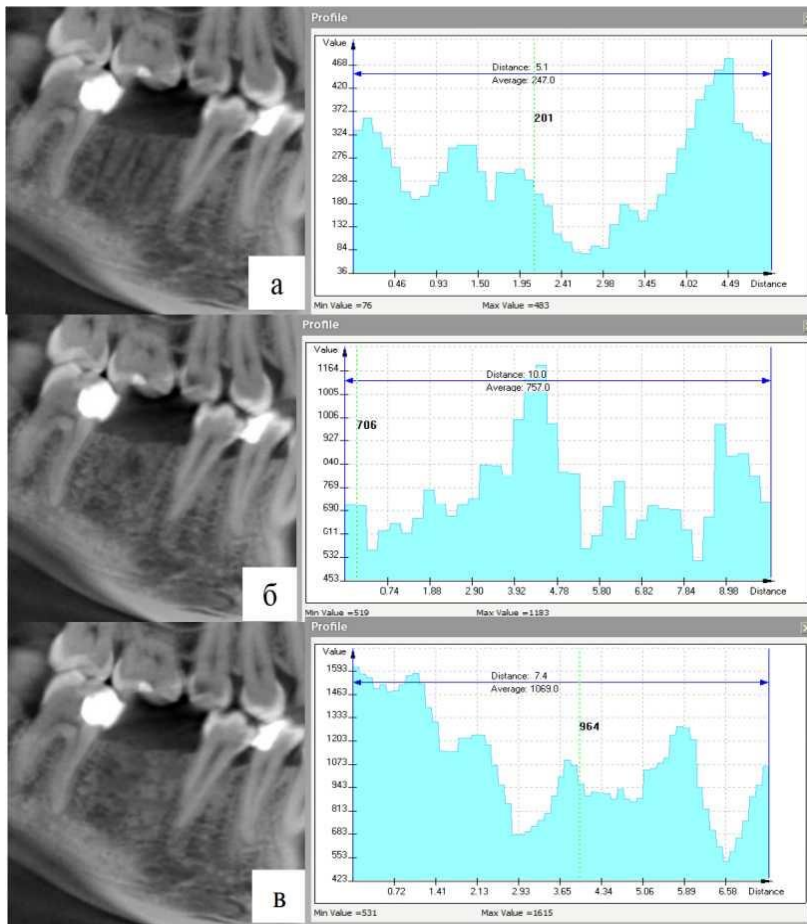 Profile
Value
468
Distance: 5.1
420
Average: 247.0
372
201
324
276
228
180
132
84
36
0.46 0.93 1.50 1.95 2.41 2.98 3.45 4.02 4.49 Distance
Min Value =76 Max Value =483
а
Profile
Value
1164
Distance: 10.0
1085
Average: 757.0
1006
706
927
848
769
690
611
532
453
0.74 1.88 2.90 3.92 4.78 5.80 6.82 7.84 8.98 Distance
Min Value =519 Max Value =1183
б
Profile
Value
1593
Distance: 7.4
1463
Average: 1069.0
1333
964
1203
1073
943
813
683
553
423
0.72 1.41 2.13 2.93 3.65 4.34 5.06 5.89 6.58 Distance
Min Value =531 Max Value =1615
в